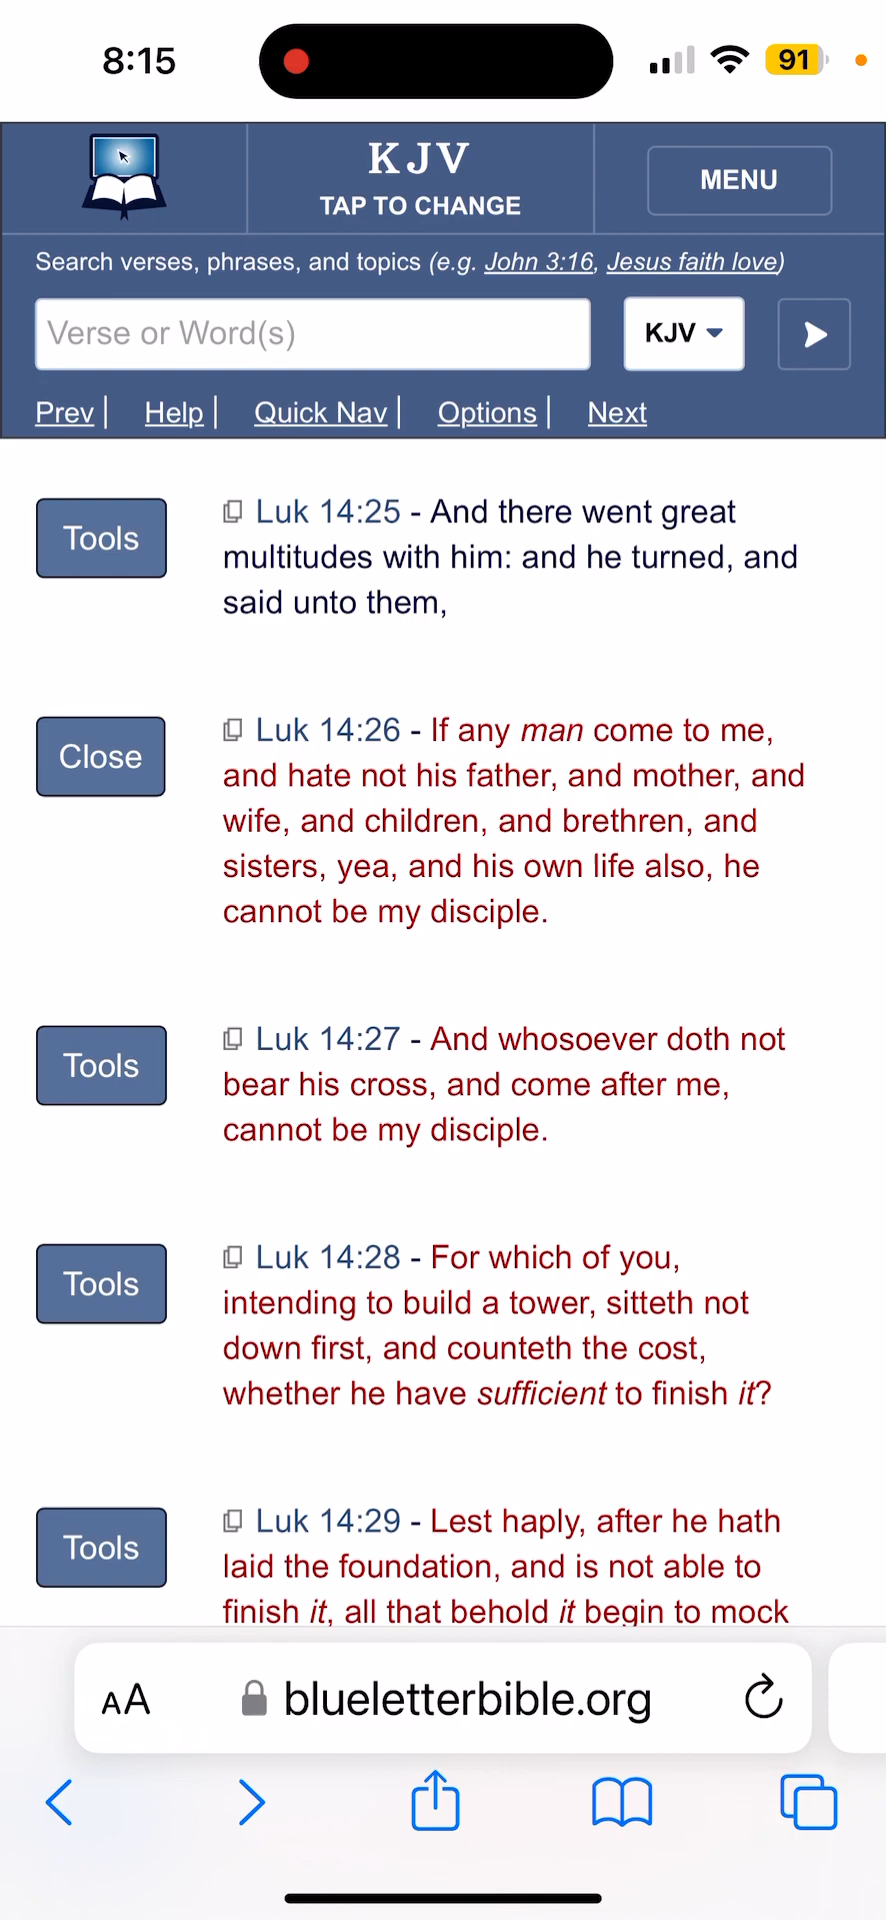 8:15
91
KJV
TAP TO CHANGE
MENU
Search verses, phrases, and topics (e.g. John 3:16, Jesus faith love)
Verse or Word(s)
KJV
Prev | Help | Quick Nav | Options | Next
Tools
Luk 14:25 - And there went great
multitudes with him: and he turned, and
said unto them,
Close
Luk 14:26 - If any man come to me,
and hate not his father, and mother, and
wife, and children, and brethren, and
sisters, yea, and his own life also, he
cannot be my disciple.
Tools
Luk 14:27 - And whosoever doth not
bear his cross, and come after me,
cannot be my disciple.
Tools
Luk 14:28 - For which of you,
intending to build a tower, sitteth not
down first, and counteth the cost,
whether he have sufficient to finish it?
Tools
Luk 14:29 - Lest haply, after he hath
laid the foundation, and is not able to
finish it, all that behold it begin to mock
AA
blueletterbible.org